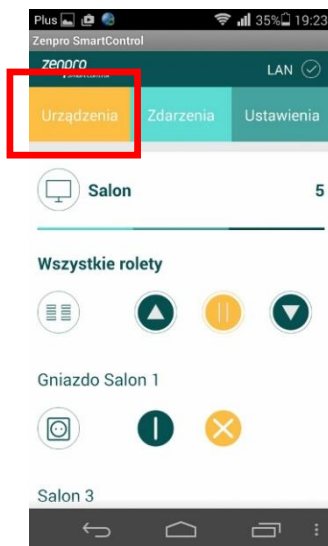 Plus 35% 19:23
Zenpro SmartControl
zenpro LAN
Urządzenia Zdarzenia Ustawienia
Salon 5
Wszystkie rolety
Gniazdo Salon 1
Salon 3